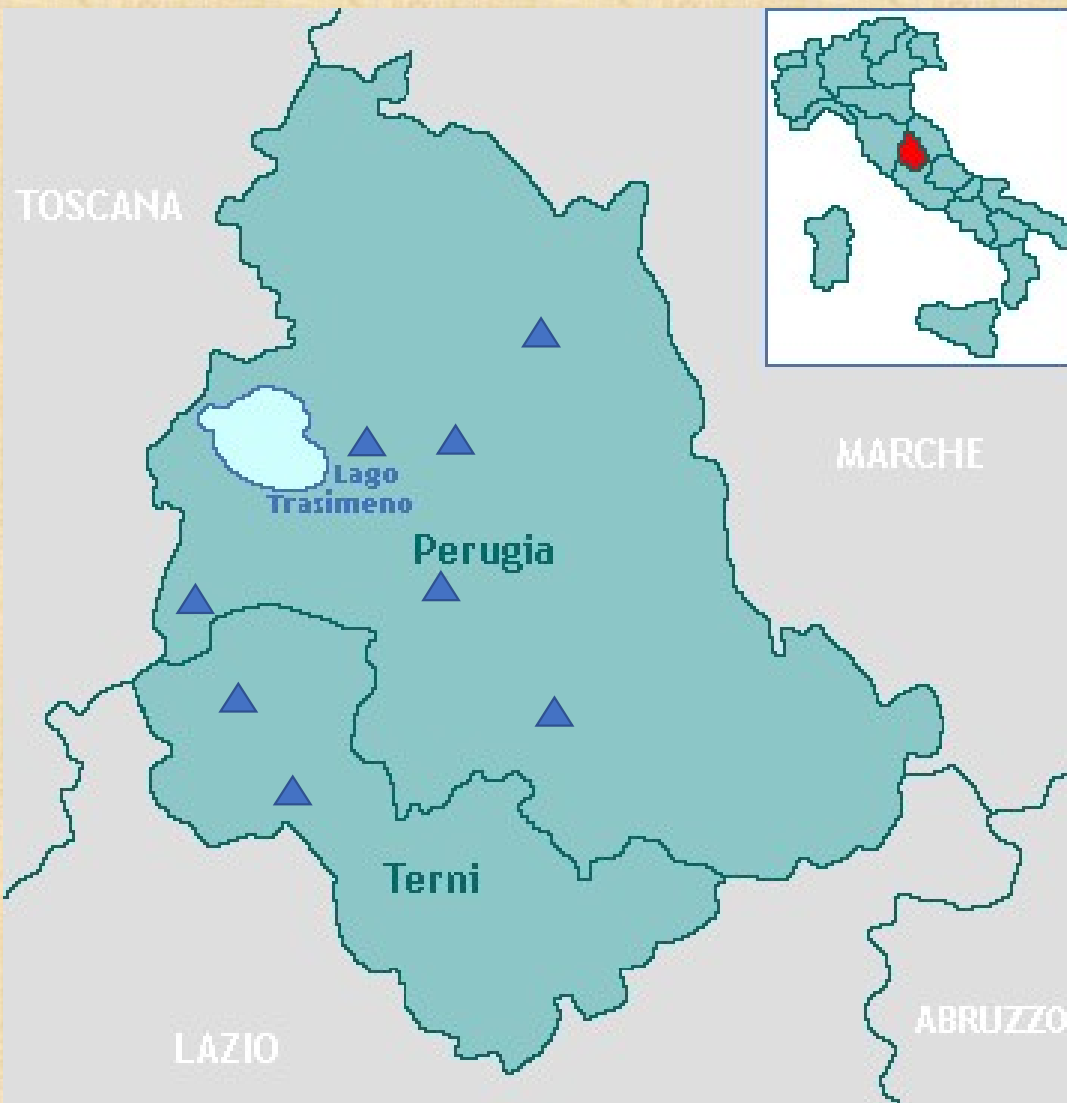 TOSCANA
MARCHE
Lago
Trasimeno
Perugia
Terni
LAZIO
ABRUZZO